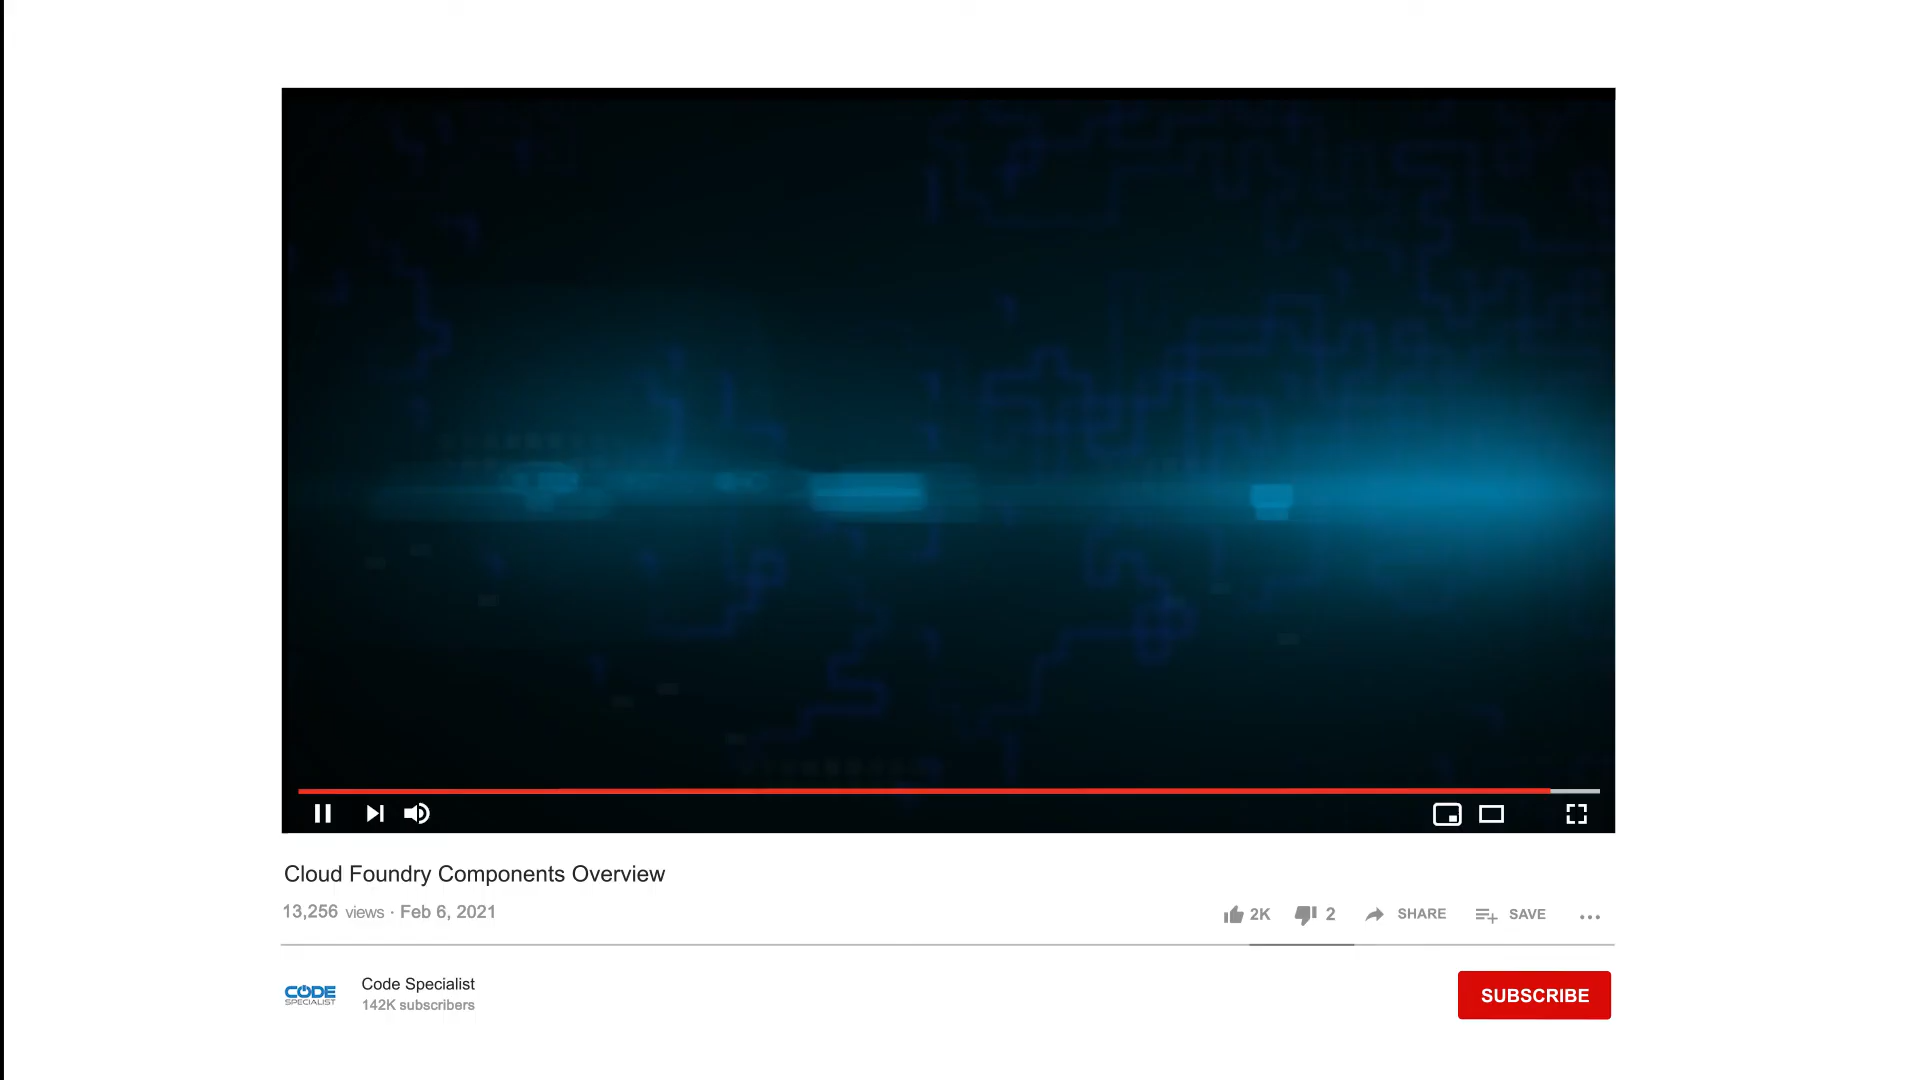 Cloud Foundry Components Overview
13,256 views · Feb 6, 2021
2K 2 SHARE SAVE
CODE
SPECIALIST
Code Specialist
142K subscribers
SUBSCRIBE